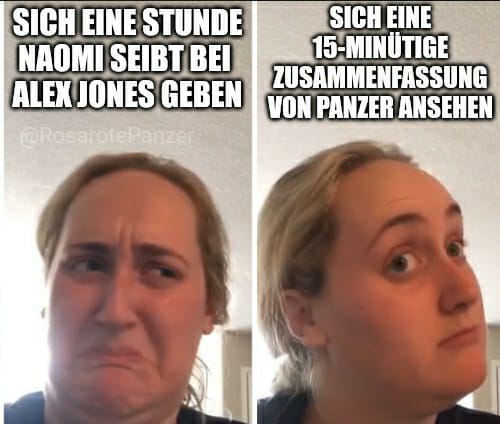 SICH EINE STUNDE
NAOMI SEIBT BEI
ALEX JONES GEBEN
@RosarotePanzer
SICH EINE
15-MINÜTIGE
ZUSAMMENFASSUNG
VON PANZER ANSEHEN